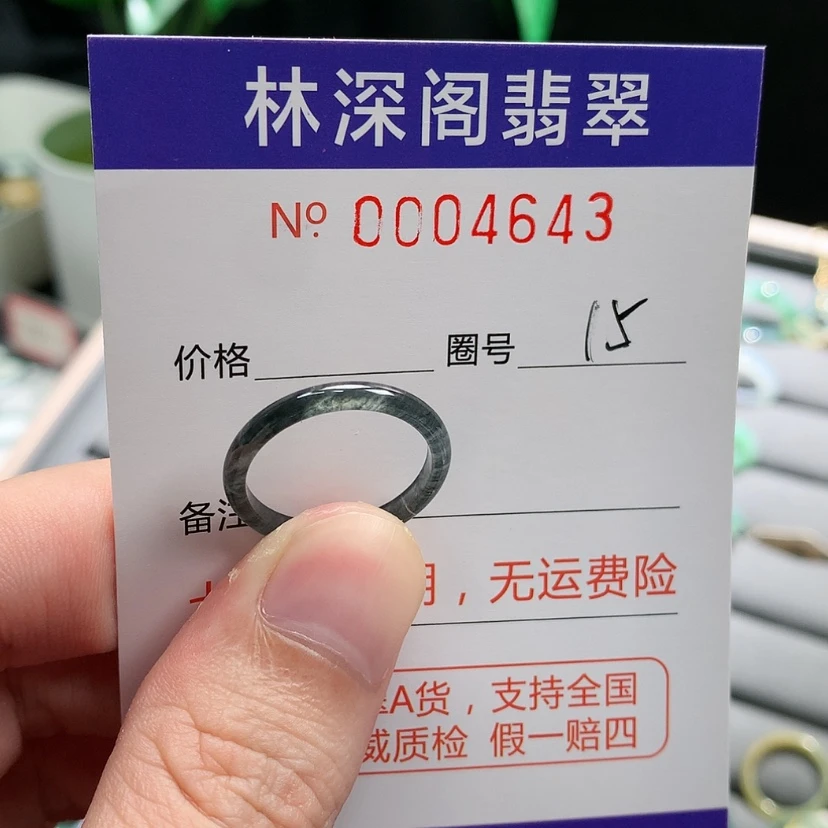 林深阁翡翠
Nº 0004643
价格 圈号 15
备注
，无运费险
A货，支持全国
质检 假一赔四